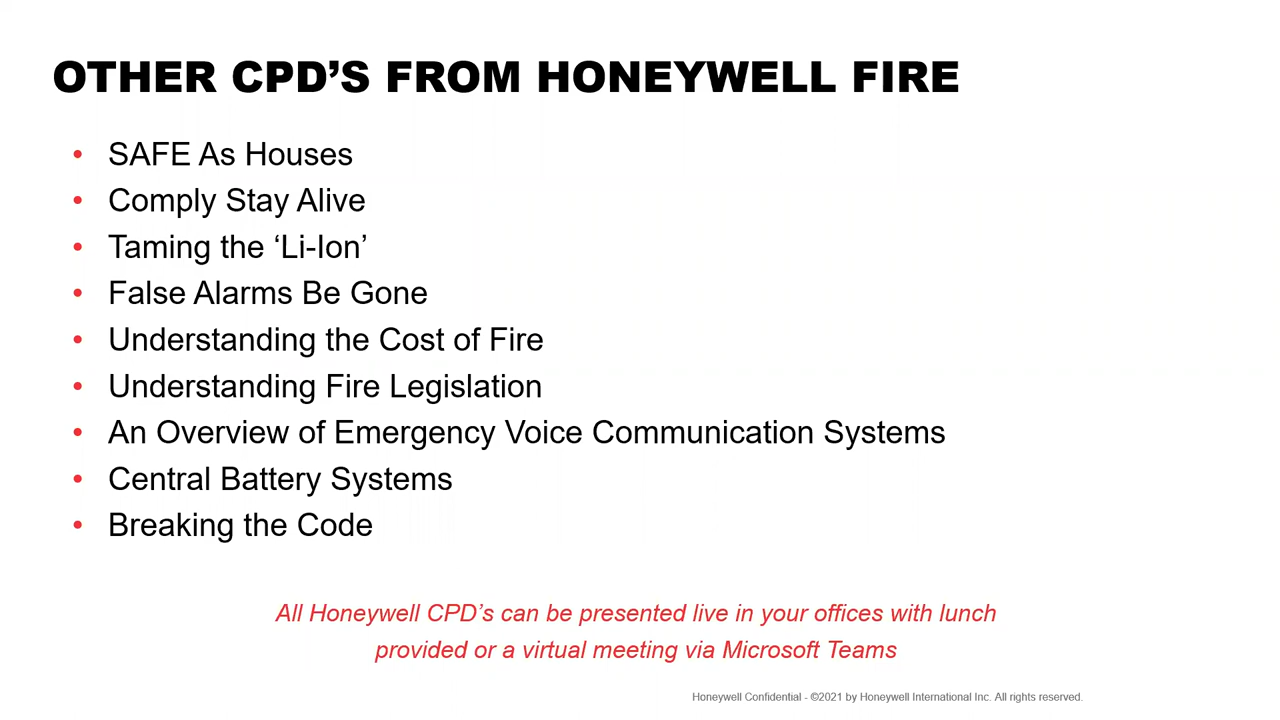 OTHER CPD’S FROM HONEYWELL FIRE
• SAFE As Houses
• Comply Stay Alive
• Taming the ‘Li-Ion’
• False Alarms Be Gone
• Understanding the Cost of Fire
• Understanding Fire Legislation
• An Overview of Emergency Voice Communication Systems
• Central Battery Systems
• Breaking the Code
All Honeywell CPD’s can be presented live in your offices with lunch
provided or a virtual meeting via Microsoft Teams
Honeywell Confidential - ©2021 by Honeywell International Inc. All rights reserved.